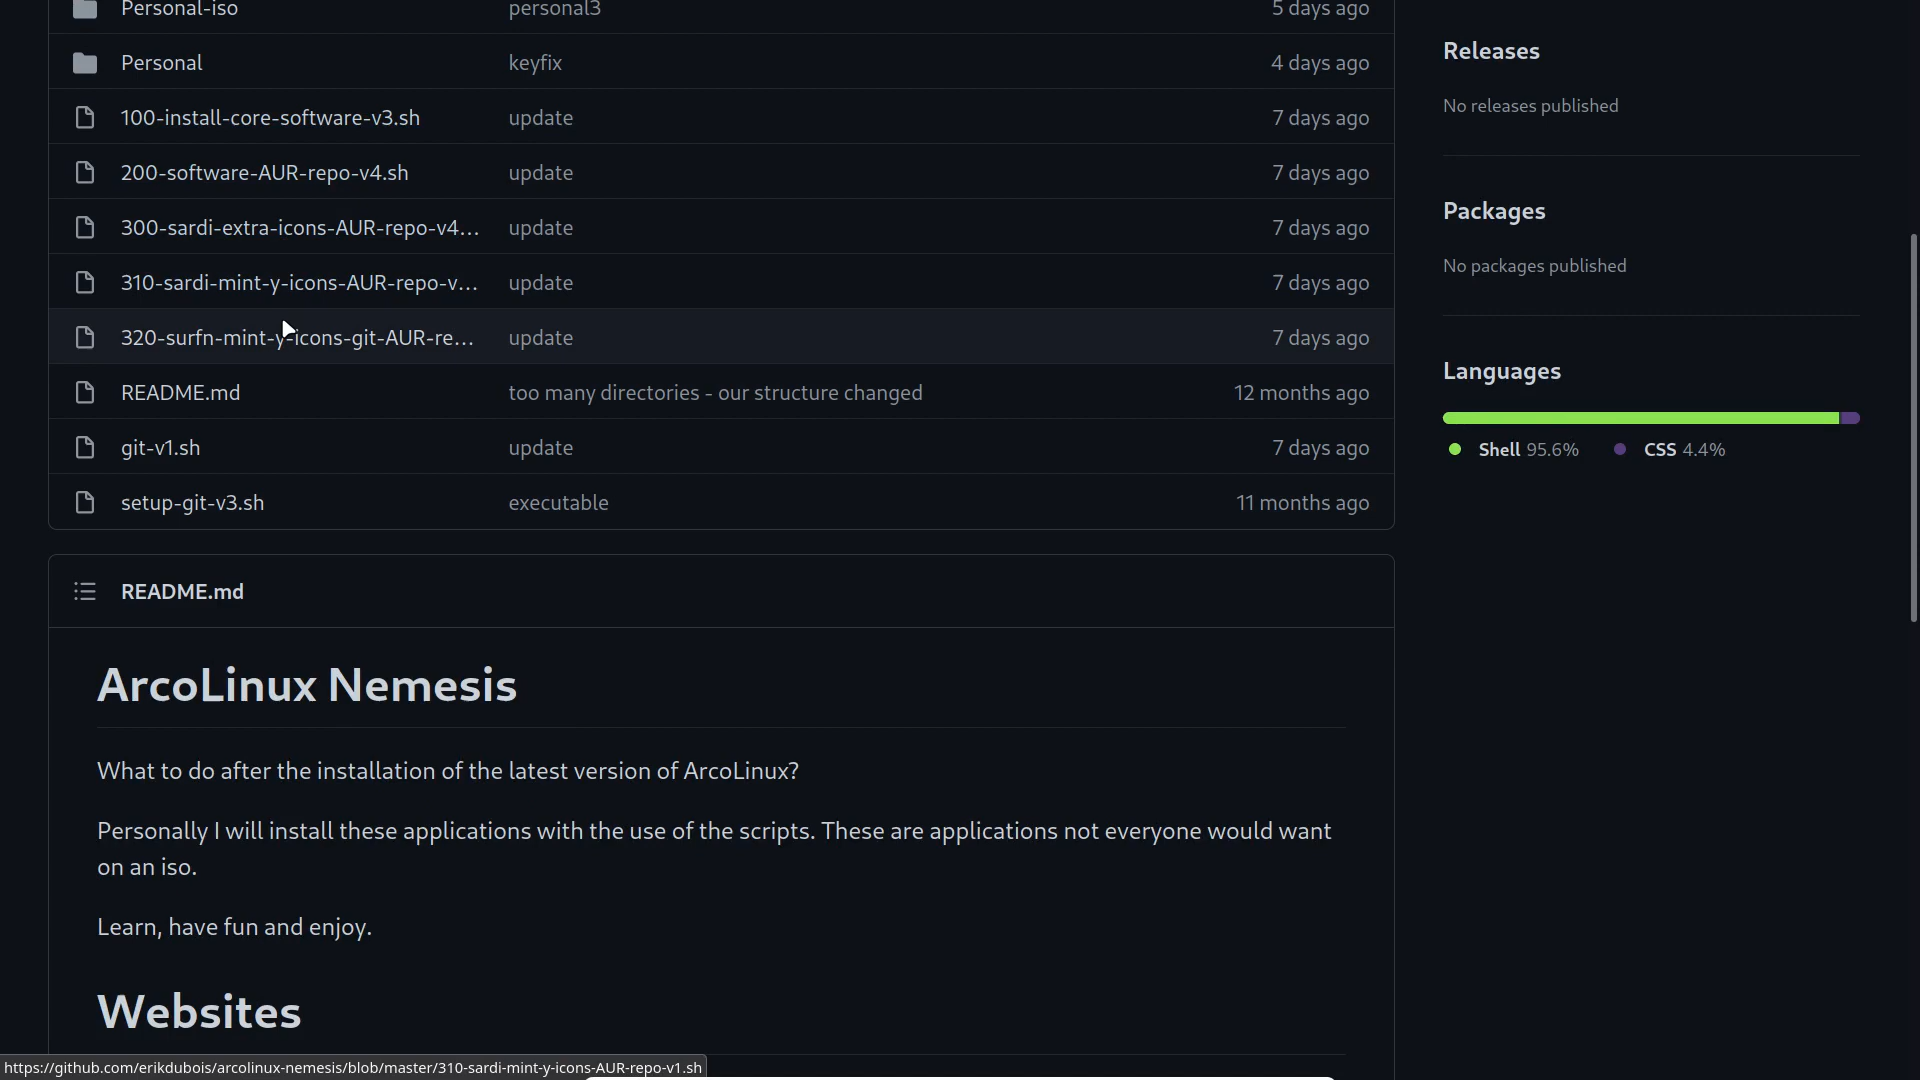 Personal-iso personal3 5 days ago
Personal keyfix 4 days ago
100-install-core-software-v3.sh update 7 days ago
200-software-AUR-repo-v4.sh update 7 days ago
300-sardi-extra-icons-AUR-repo-v4... update 7 days ago
310-sardi-mint-y-icons-AUR-repo-v... update 7 days ago
320-surfn-mint-y-icons-git-AUR-re... update 7 days ago
README.md too many directories - our structure changed 12 months ago
git-v1.sh update 7 days ago
setup-git-v3.sh executable 11 months ago
README.md
ArcoLinux Nemesis
What to do after the installation of the latest version of ArcoLinux?
Personally I will install these applications with the use of the scripts. These are applications not everyone would want
on an iso.
Learn, have fun and enjoy.
Websites
https://github.com/erikdubois/arcolinux-nemesis/blob/master/310-sardi-mint-y-icons-AUR-repo-v1.sh
Releases
No releases published
Packages
No packages published
Languages
Shell 95.6% CSS 4.4%